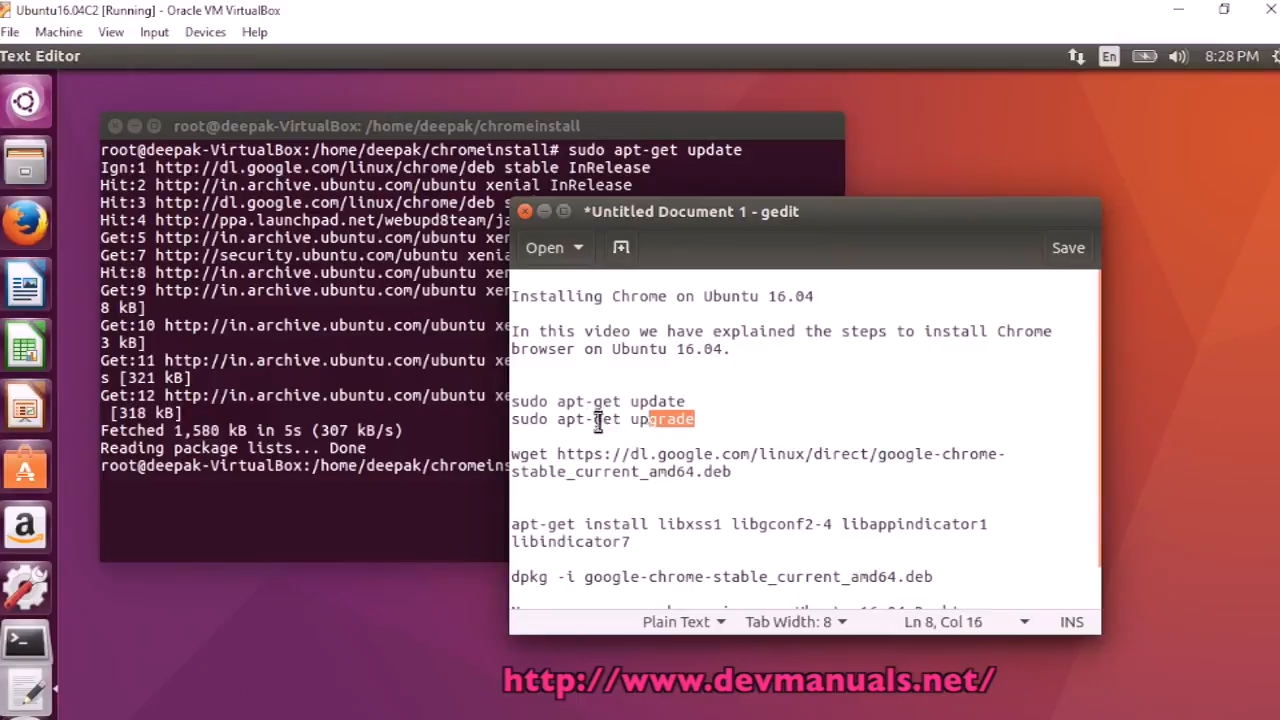 Ubuntu16.04C2 [Running] - Oracle VM VirtualBox
File Machine View Input Devices Help
Text Editor
En
8:28 PM
root@deepak-VirtualBox: /home/deepak/chromeinstall
root@deepak-VirtualBox:/home/deepak/chromeinstall# sudo apt-get update
Ign:1 http://dl.google.com/linux/chrome/deb stable InRelease
Hit:2 http://in.archive.ubuntu.com/ubuntu xenial InRelease
Hit:3 http://dl.google.com/linux/chrome/deb s
Hit:4 http://ppa.launchpad.net/webupd8team/ja
Get:5 http://in.archive.ubuntu.com/ubuntu xen
Get:7 http://security.ubuntu.com/ubuntu xenia
Hit:8 http://in.archive.ubuntu.com/ubuntu xen
Get:9 http://in.archive.ubuntu.com/ubuntu xen
8 kB]
Get:10 http://in.archive.ubuntu.com/ubuntu xe
3 kB]
Get:11 http://in.archive.ubuntu.com/ubuntu xe
s [321 kB]
Get:12 http://in.archive.ubuntu.com/ubuntu xe
[318 kB]
Fetched 1,580 kB in 5s (307 kB/s)
Reading package lists... Done
root@deepak-VirtualBox:/home/deepak/chromeins
*Untitled Document 1 - gedit
Open
Save
Installing Chrome on Ubuntu 16.04
In this video we have explained the steps to install Chrome
browser on Ubuntu 16.04.
sudo apt-get update
sudo apt-get upgrade
wget https://dl.google.com/linux/direct/google-chrome-
stable_current_amd64.deb
apt-get install libxss1 libgconf2-4 libappindicator1
libindicator7
dpkg -i google-chrome-stable_current_amd64.deb
Plain Text Tab Width: 8 Ln 8, Col 16 INS
http://www.devmanuals.net/